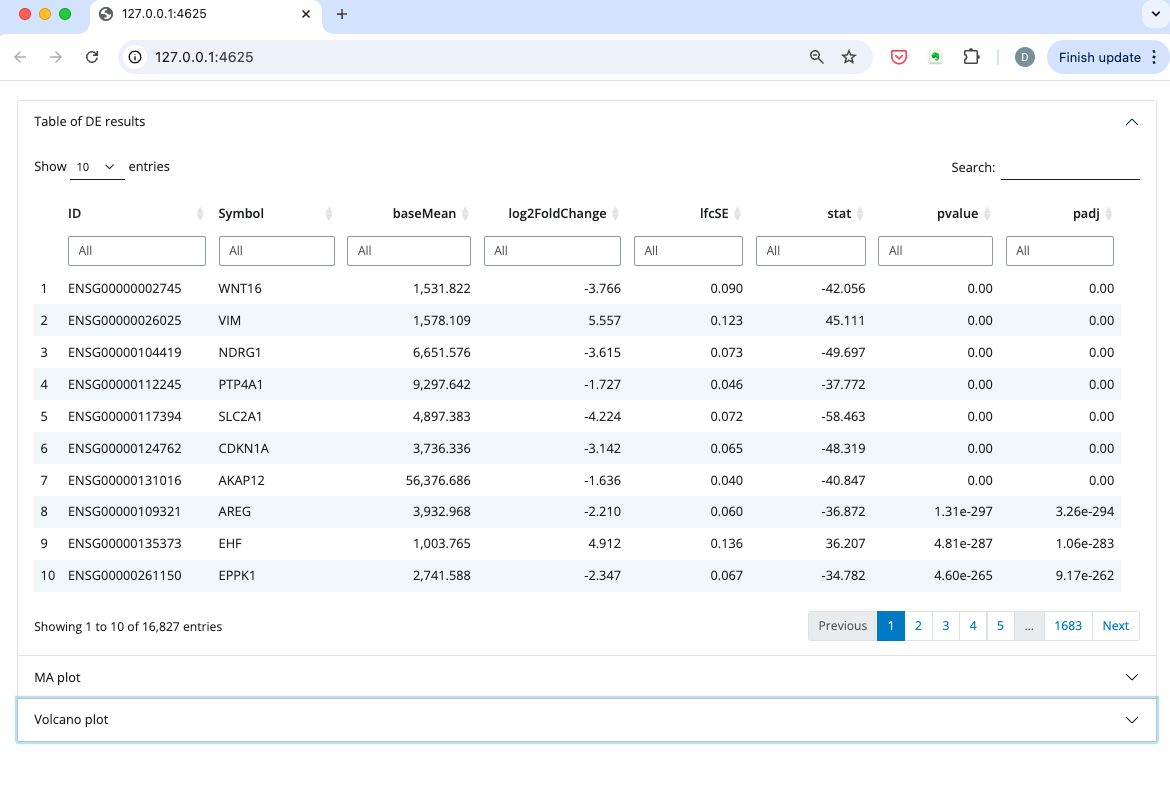 127.0.0.1:4625
127.0.0.1:4625 D Finish update
Table of DE results
Show 10 entries Search:
ID Symbol baseMean log2FoldChange lfcSE stat pvalue padj
All All All All All All All All
1 ENSG00000002745 WNT16 1,531.822 -3.766 0.090 -42.056 0.00 0.00
2 ENSG00000026025 VIM 1,578.109 5.557 0.123 45.111 0.00 0.00
3 ENSG00000104419 NDRG1 6,651.576 -3.615 0.073 -49.697 0.00 0.00
4 ENSG00000112245 PTP4A1 9,297.642 -1.727 0.046 -37.772 0.00 0.00
5 ENSG00000117394 SLC2A1 4,897.383 -4.224 0.072 -58.463 0.00 0.00
6 ENSG00000124762 CDKN1A 3,736.336 -3.142 0.065 -48.319 0.00 0.00
7 ENSG00000131016 AKAP12 56,376.686 -1.636 0.040 -40.847 0.00 0.00
8 ENSG00000109321 AREG 3,932.968 -2.210 0.060 -36.872 1.31e-297 3.26e-294
9 ENSG00000135373 EHF 1,003.765 4.912 0.136 36.207 4.81e-287 1.06e-283
10 ENSG00000261150 EPPK1 2,741.588 -2.347 0.067 -34.782 4.60e-265 9.17e-262
Showing 1 to 10 of 16,827 entries Previous 1 2 3 4 5 … 1683 Next
MA plot
Volcano plot